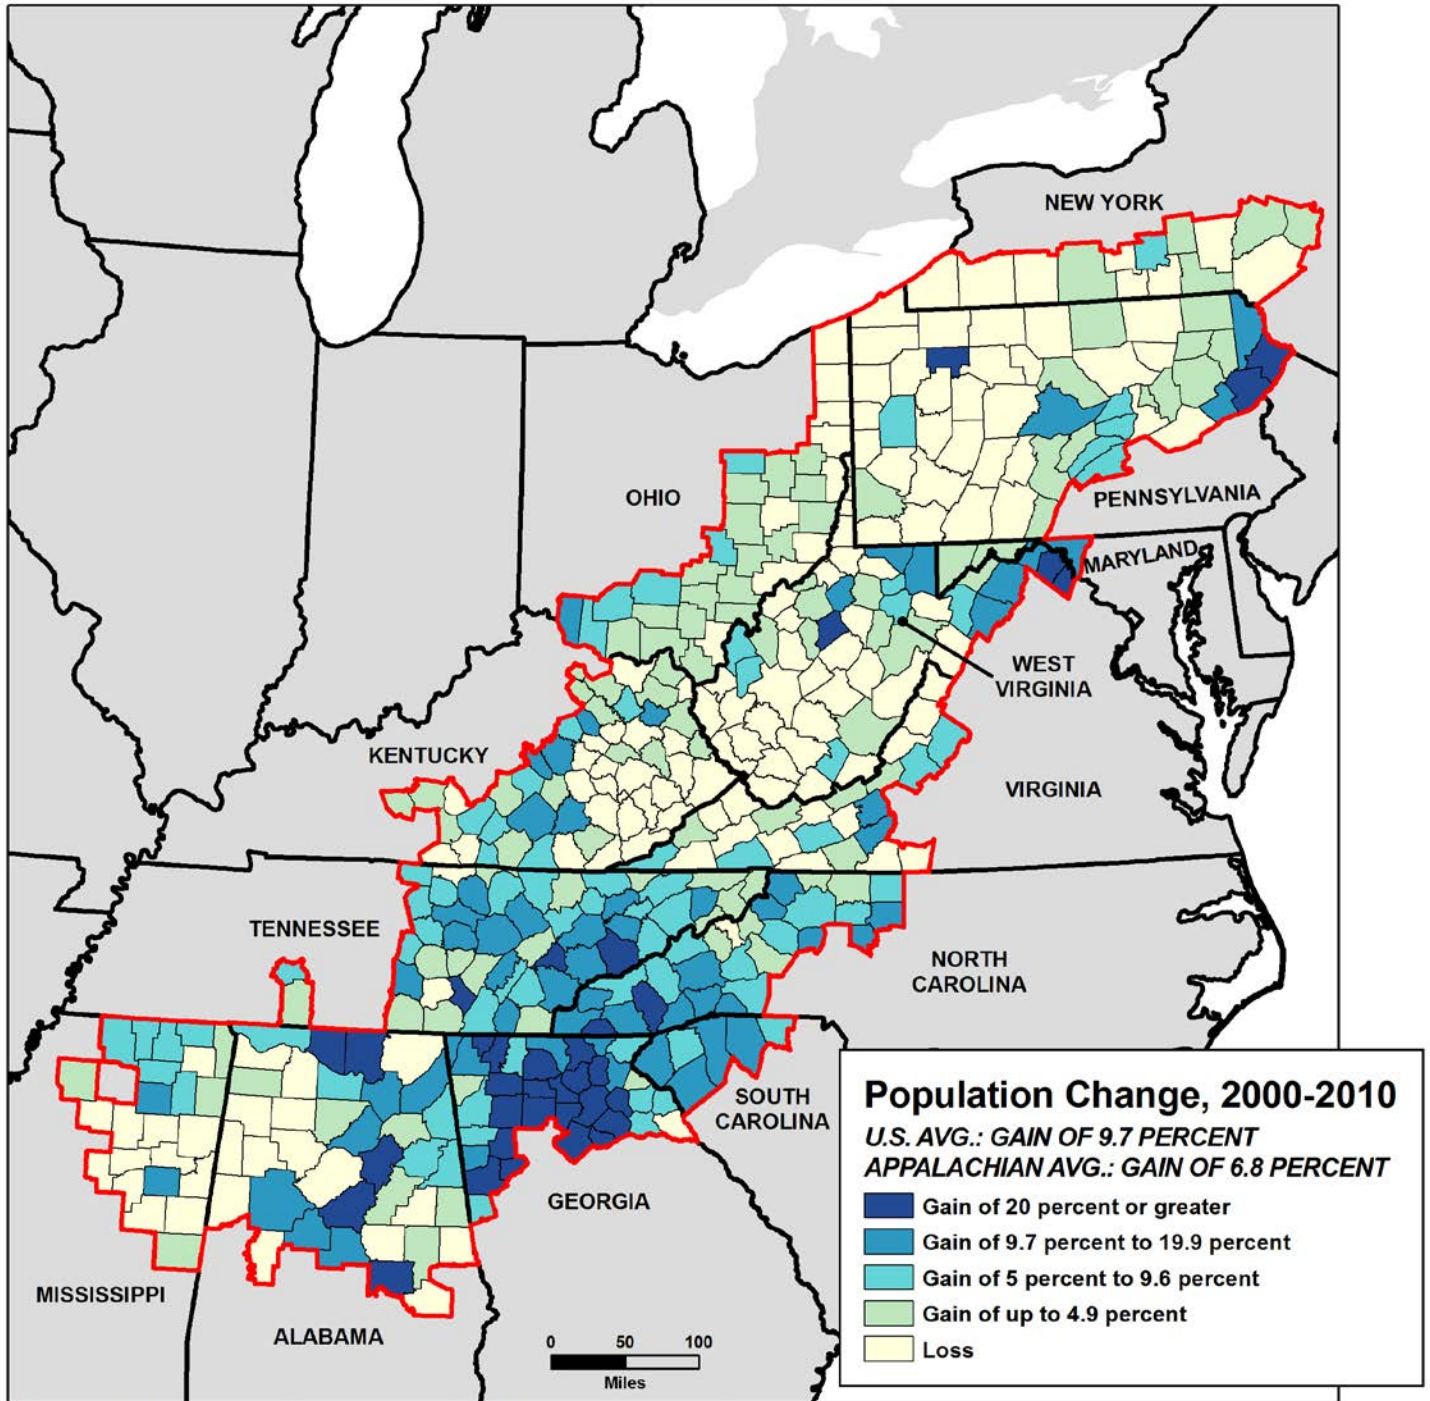 NEW YORK
OHIO
PENNSYLVANIA
MARYLAND
WEST
VIRGINIA
KENTUCKY
VIRGINIA
TENNESSEE
NORTH
CAROLINA
SOUTH
CAROLINA
GEORGIA
MISSISSIPPI
ALABAMA
0 50 100
Miles
Population Change, 2000-2010
U.S. AVG.: GAIN OF 9.7 PERCENT
APPALACHIAN AVG.: GAIN OF 6.8 PERCENT
Gain of 20 percent or greater
Gain of 9.7 percent to 19.9 percent
Gain of 5 percent to 9.6 percent
Gain of up to 4.9 percent
Loss